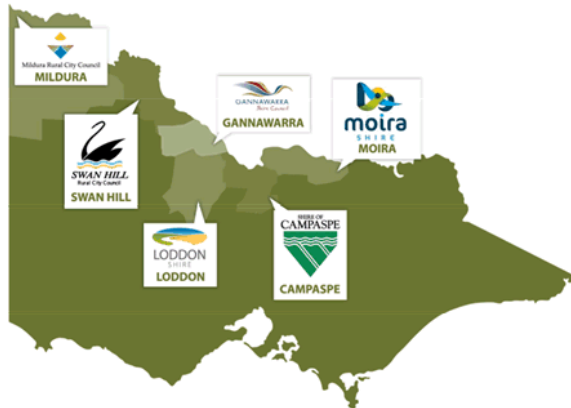 Mildura Rural City Council
MILDURA
GANNAWARRA
Shire Council
GANNAWARRA
moira
SHIRE
MOIRA
SWAN HILL
Rural City Council
SWAN HILL
LODDON
SHIRE
LODDON
SHIRE OF
CAMPASPE
CAMPASPE